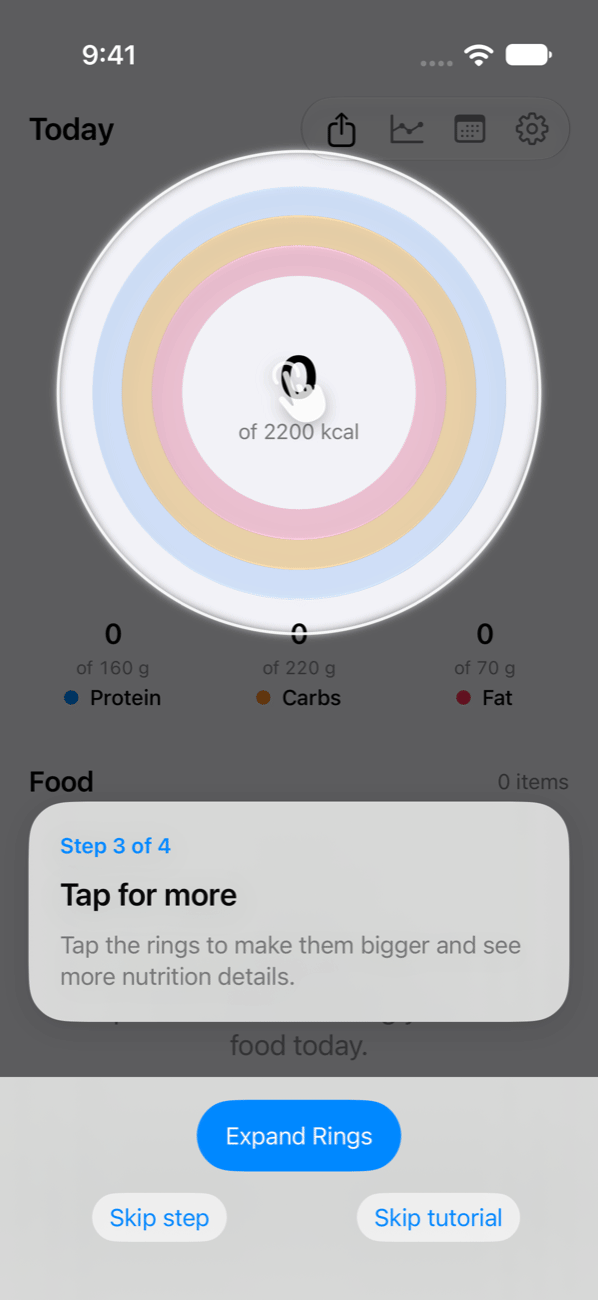 9:41
Today
0
of 2200 kcal
0
0
0
of 160 g
of 220 g
of 70 g
Protein
Carbs
Fat
Food
0 items
Step 3 of 4
Tap for more
Tap the rings to make them bigger and see
more nutrition details.
food today.
Expand Rings
Skip step
Skip tutorial